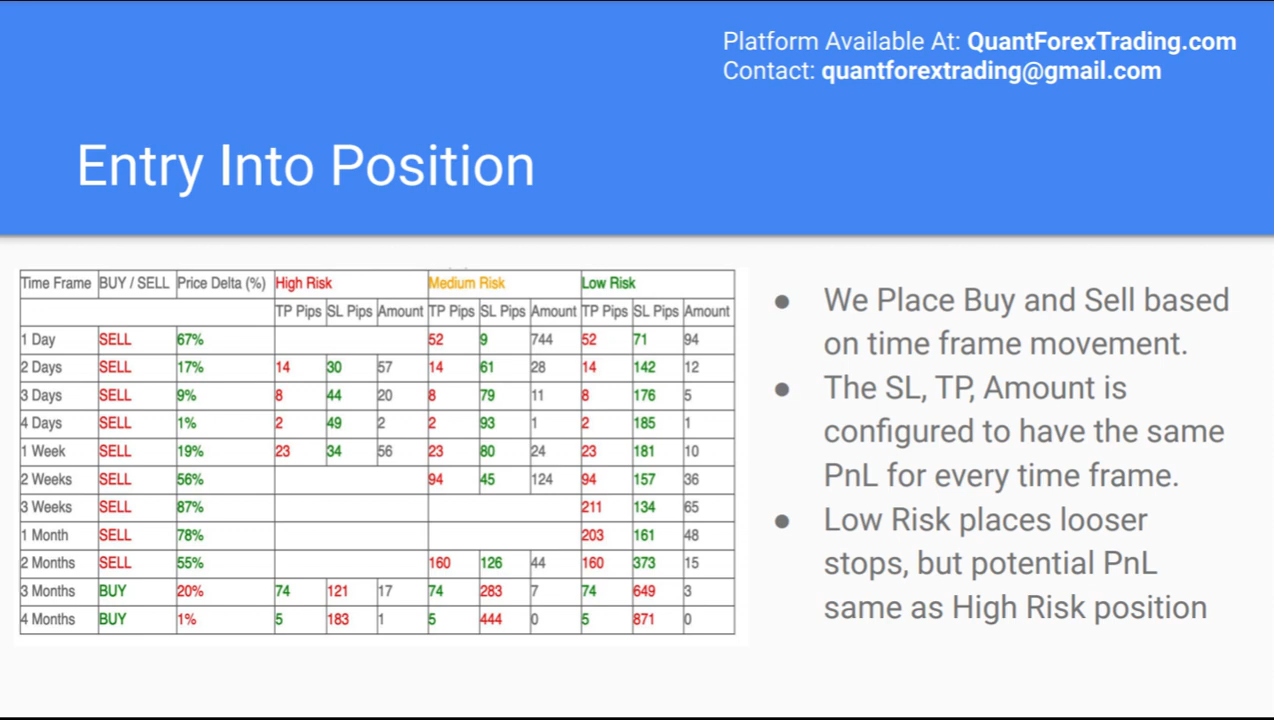 Platform Available At: QuantForexTrading.com
Contact: quantforextrading@gmail.com
Entry Into Position
Time Frame BUY / SELL Price Delta (%) High Risk Medium Risk Low Risk
TP Pips SL Pips Amount TP Pips SL Pips Amount TP Pips SL Pips Amount
1 Day SELL 67% 52 9 744 52 71 94
2 Days SELL 17% 14 30 57 14 61 28 14 142 12
3 Days SELL 9% 8 44 20 8 79 11 8 176 5
4 Days SELL 1% 2 49 2 2 93 1 2 185 1
1 Week SELL 19% 23 34 56 23 80 24 23 181 10
2 Weeks SELL 56% 94 45 124 94 157 36
3 Weeks SELL 87% 211 134 65
1 Month SELL 78% 203 161 48
2 Months SELL 55% 160 126 44 160 373 15
3 Months BUY 20% 74 121 17 74 283 7 74 649 3
4 Months BUY 1% 5 183 1 5 444 0 5 871 0
● We Place Buy and Sell based
on time frame movement.
● The SL, TP, Amount is
configured to have the same
PnL for every time frame.
● Low Risk places looser
stops, but potential PnL
same as High Risk position